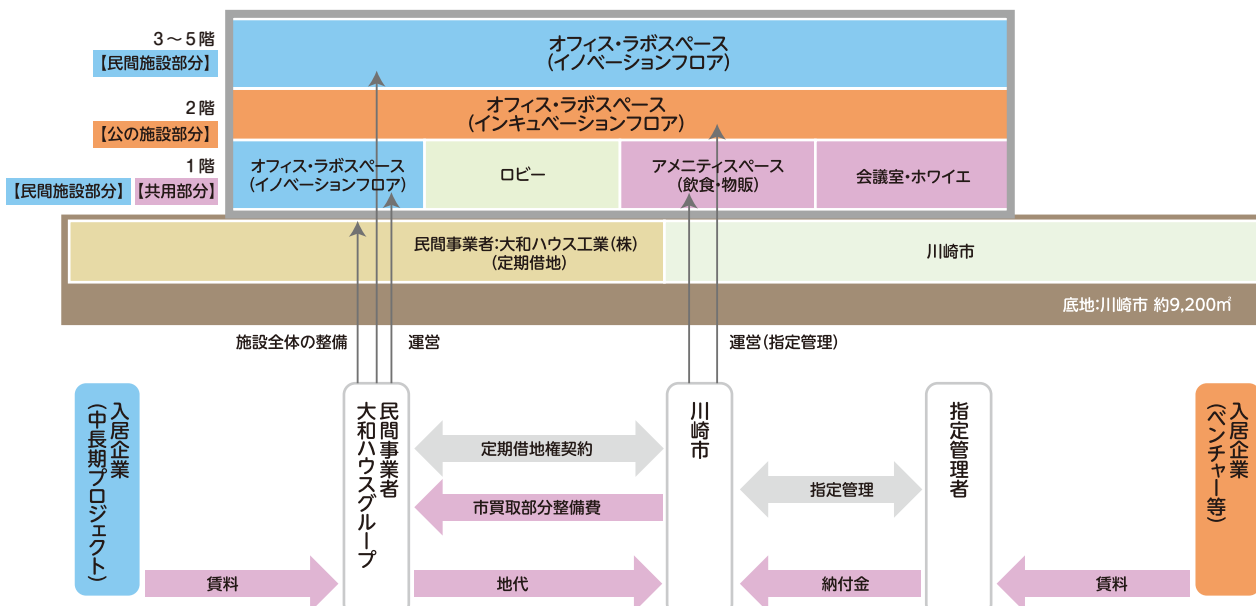 3～5階
【民間施設部分】
オフィス・ラボスペース
(イノベーションフロア)
2階
【公の施設部分】
オフィス・ラボスペース
(インキュベーションフロア)
1階
【民間施設部分】【共用部分】
オフィス・ラボスペース
(イノベーションフロア)
ロビー
アメニティスペース
(飲食・物販)
会議室・ホワイエ
民間事業者:大和ハウス工業(株)
(定期借地)
川崎市
底地:川崎市 約9,200㎡
施設全体の整備
運営
運営(指定管理)
入居企業
(中長期プロジェクト)
民間事業者
大和ハウスグループ
川崎市
指定管理者
入居企業
(ベンチャー等)
定期借地権契約
指定管理
市買取部分整備費
賃料
地代
納付金
賃料